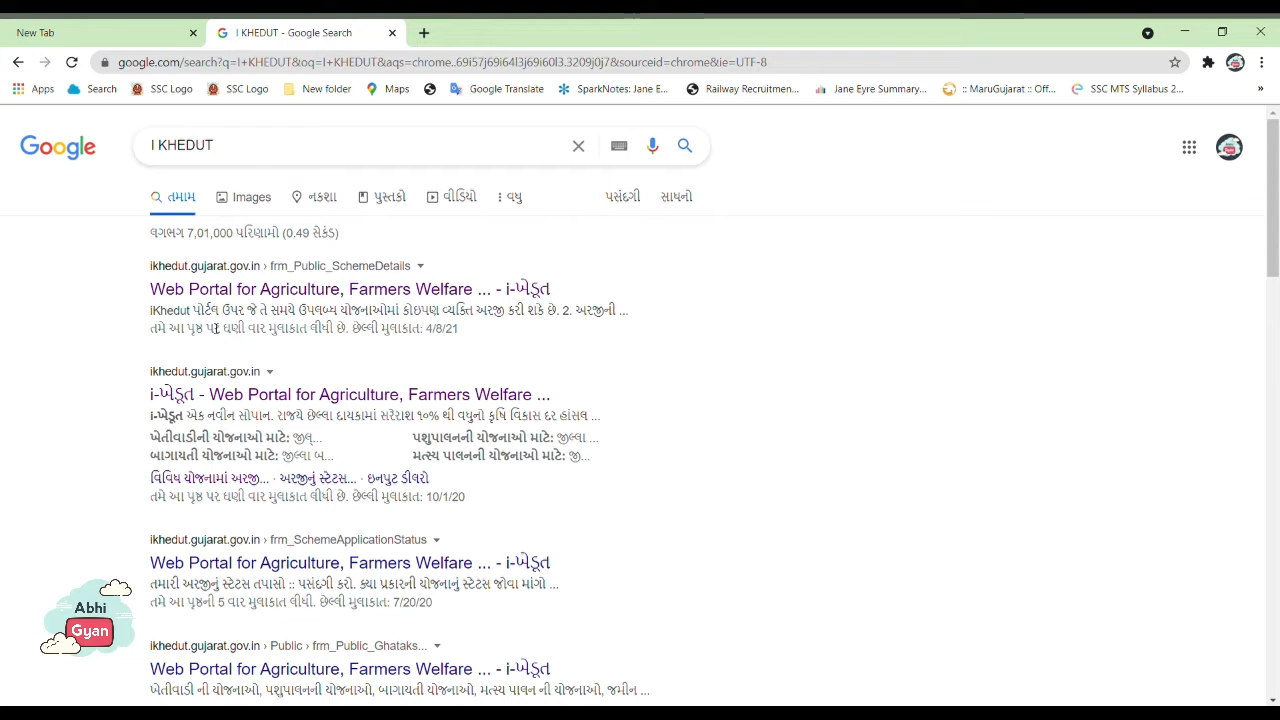 New Tab
I KHEDUT - Google Search
google.com/search?q=I+KHEDUT&oq=I+KHEDUT&aqs=chrome..69i57j69i64l3j69i60l3.3209j0j7&sourceid=chrome&ie=UTF-8
Apps Search SSC Logo SSC Logo New folder Maps Google Translate SparkNotes: Jane E... Railway Recruitmen... Jane Eyre Summary... :: MaruGujarat :: Of... SSC MTS Syllabus 2... »
Google
I KHEDUT
તમામ Images નકશા પુસ્તકો વીડિયો વધુ પસંદગી સાધનો
લગભગ 7,01,000 પરિણામો (0.49 સેકંડ)
ikhedut.gujarat.gov.in › frm_Public_SchemeDetails
Web Portal for Agriculture, Farmers Welfare ... - i-ખેડૂત
iKhedut પોર્ટલ ઉપર જે તે સમયે ઉપલબ્ધ યોજનાઓમાં કોઇપણ વ્યક્તિ અરજી કરી શકે છે. 2. અરજીની ...
તમે આ પૃષ્ઠ પર ઘણી વાર મુલાકાત લીધી છે. છેલ્લી મુલાકાત: 4/8/21
ikhedut.gujarat.gov.in
i-ખેડૂત - Web Portal for Agriculture, Farmers Welfare ...
i-ખેડૂત એક નવીન સોપાન. રાજયે છેલ્લા દાયકામાં સરેરાશ ૧૦% થી વધુનો કૃષિ વિકાસ દર હાંસલ ...
ખેતીવાડીની યોજનાઓ માટે: જીલ્... પશુપાલનની યોજનાઓ માટે: જીલ્લા ...
બાગાયતી યોજનાઓ માટે: જીલ્લા બ... મત્સ્ય પાલનની યોજનાઓ માટે: જી...
વિવિધ યોજનામાં અરજી... · અરજીનું સ્ટેટસ... · ઇનપુટ ડીલરો
તમે આ પૃષ્ઠ પર ઘણી વાર મુલાકાત લીધી છે. છેલ્લી મુલાકાત: 10/1/20
ikhedut.gujarat.gov.in › frm_SchemeApplicationStatus
Web Portal for Agriculture, Farmers Welfare ... - i-ખેડૂત
તમારી અરજીનું સ્ટેટસ તપાસો :: પસંદગી કરો. ક્યા પ્રકારની યોજનાનું સ્ટેટસ જોવા માંગો ...
તમે આ પૃષ્ઠની 5 વાર મુલાકાત લીધી. છેલ્લી મુલાકાત: 7/20/20
ikhedut.gujarat.gov.in › Public › frm_Public_Ghataks...
Web Portal for Agriculture, Farmers Welfare ... - i-ખેડૂત
ખેતીવાડી ની યોજનાઓ, પશુપાલનની યોજનાઓ, બાગાયતી યોજનાઓ, મત્સ્ય પાલન ની યોજનાઓ, જમીન ...
Abhi
Gyan